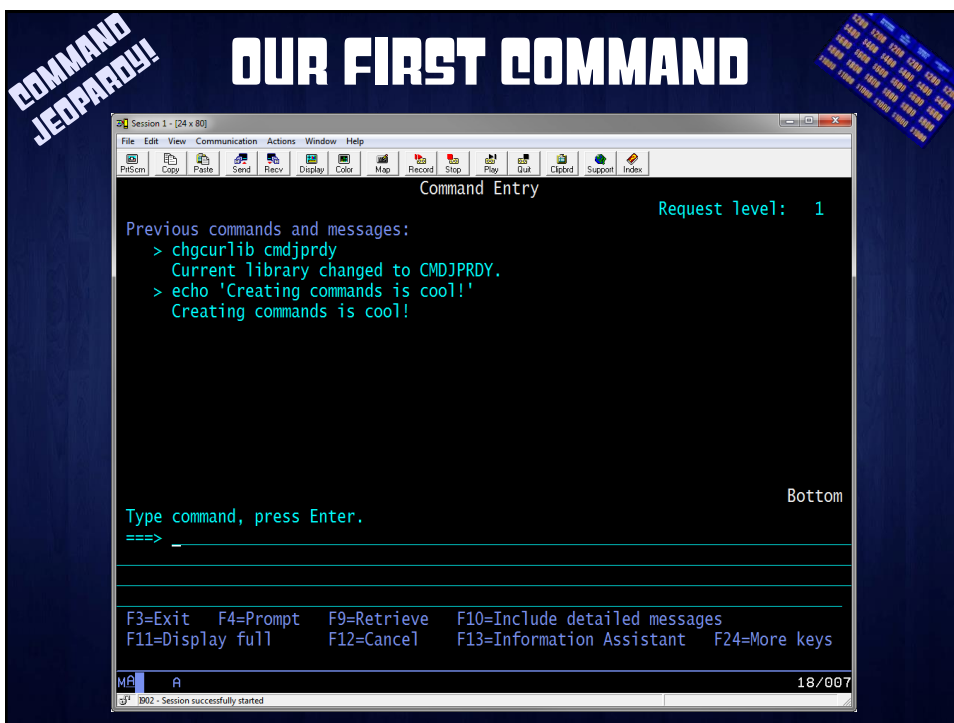 COMMAND
JEOPARDY!
OUR FIRST COMMAND
Session 1 - [24 x 80]
File Edit View Communication Actions Window Help
PrtScrn Copy Paste Send Recv Display Color Map Record Stop Play Quit Clipbrd Support Index
Command Entry
Request level: 1
Previous commands and messages:
> chgcurlib cmdjprdy
Current library changed to CMDJPRDY.
> echo 'Creating commands is cool!'
Creating commands is cool!
Bottom
Type command, press Enter.
===> _
F3=Exit F4=Prompt F9=Retrieve F10=Include detailed messages
F11=Display full F12=Cancel F13=Information Assistant F24=More keys
MA A 18/007
I902 - Session successfully started